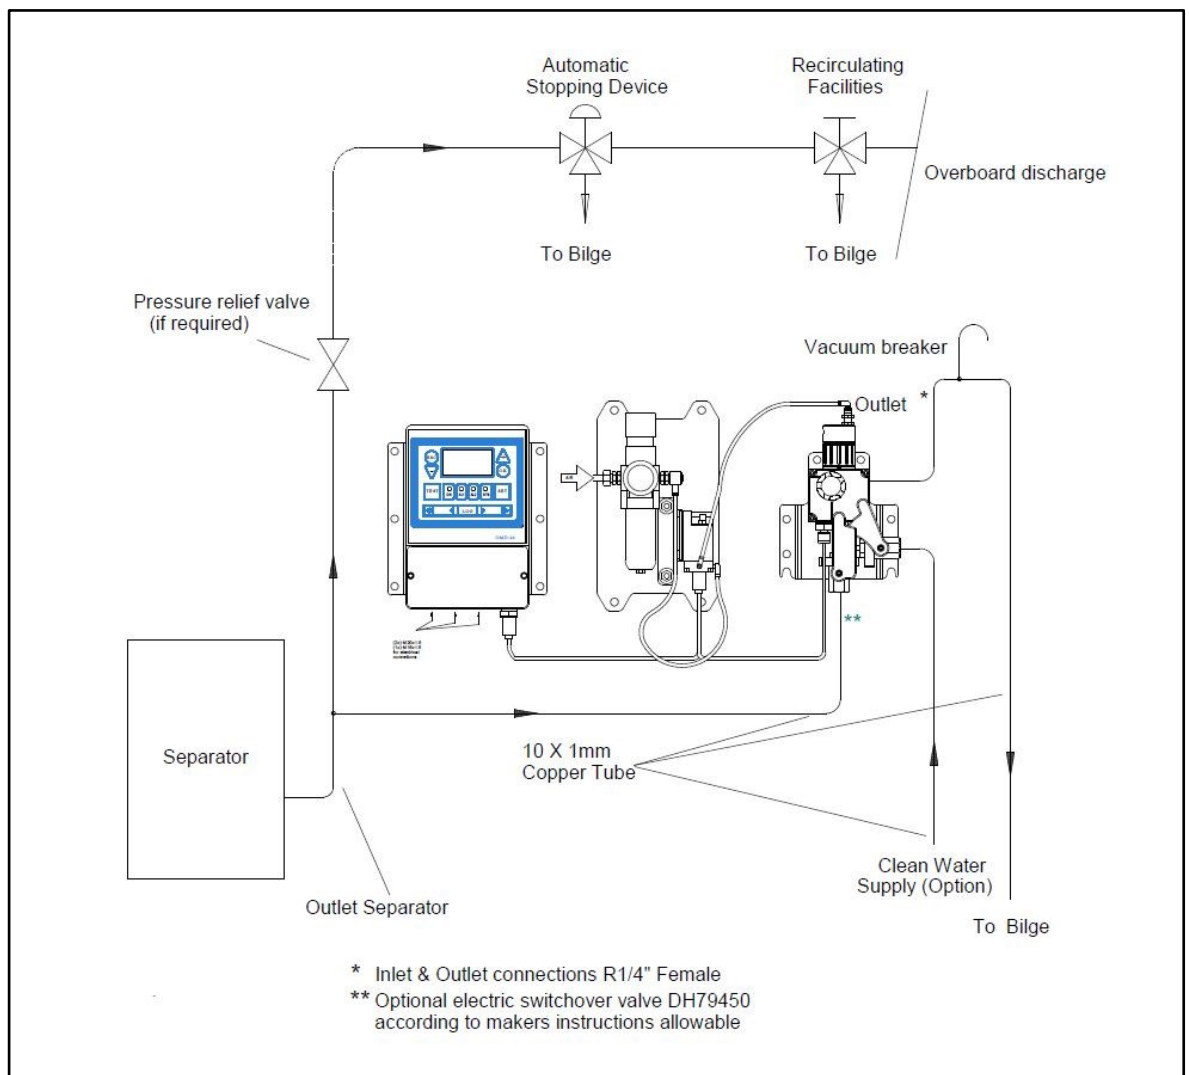 Automatic
Stopping Device
Recirculating
Facilities
Overboard discharge
To Bilge
To Bilge
Pressure relief valve
(if required)
Vacuum breaker
Outlet *
AIR
TEST
SET
**
Separator
10 X 1mm
Copper Tube
Clean Water
Supply (Option)
Outlet Separator
To Bilge
* Inlet & Outlet connections R1/4" Female
** Optional electric switchover valve DH79450
according to makers instructions allowable